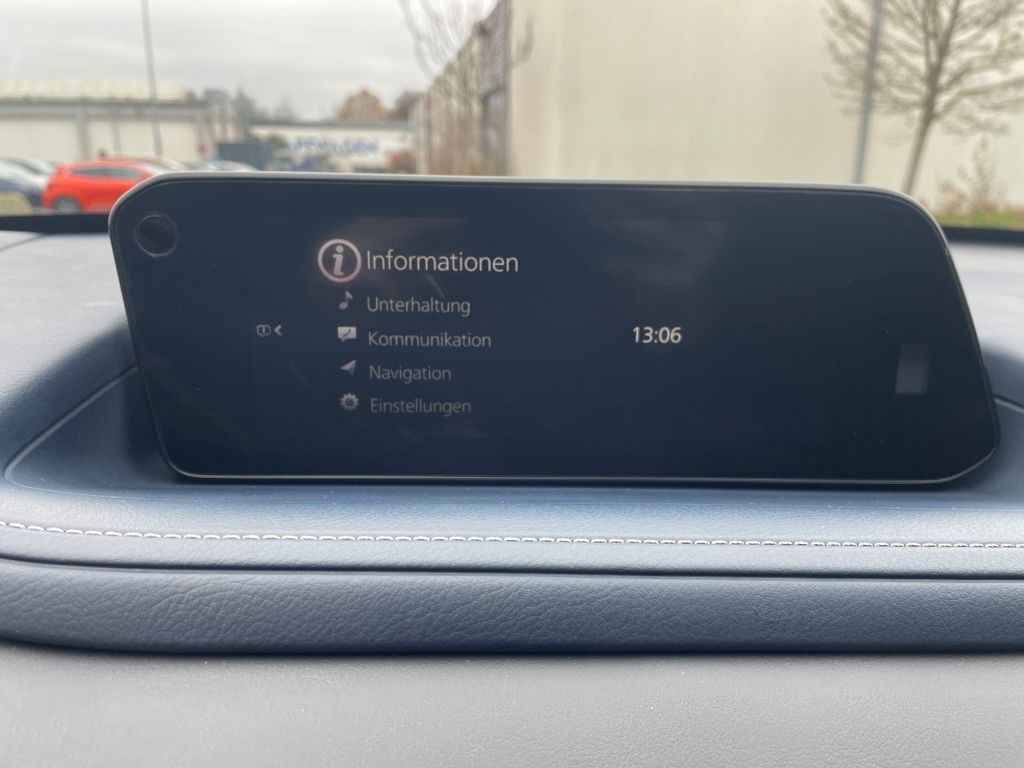 Informationen
Unterhaltung
Kommunikation
13:06
Navigation
Einstellungen